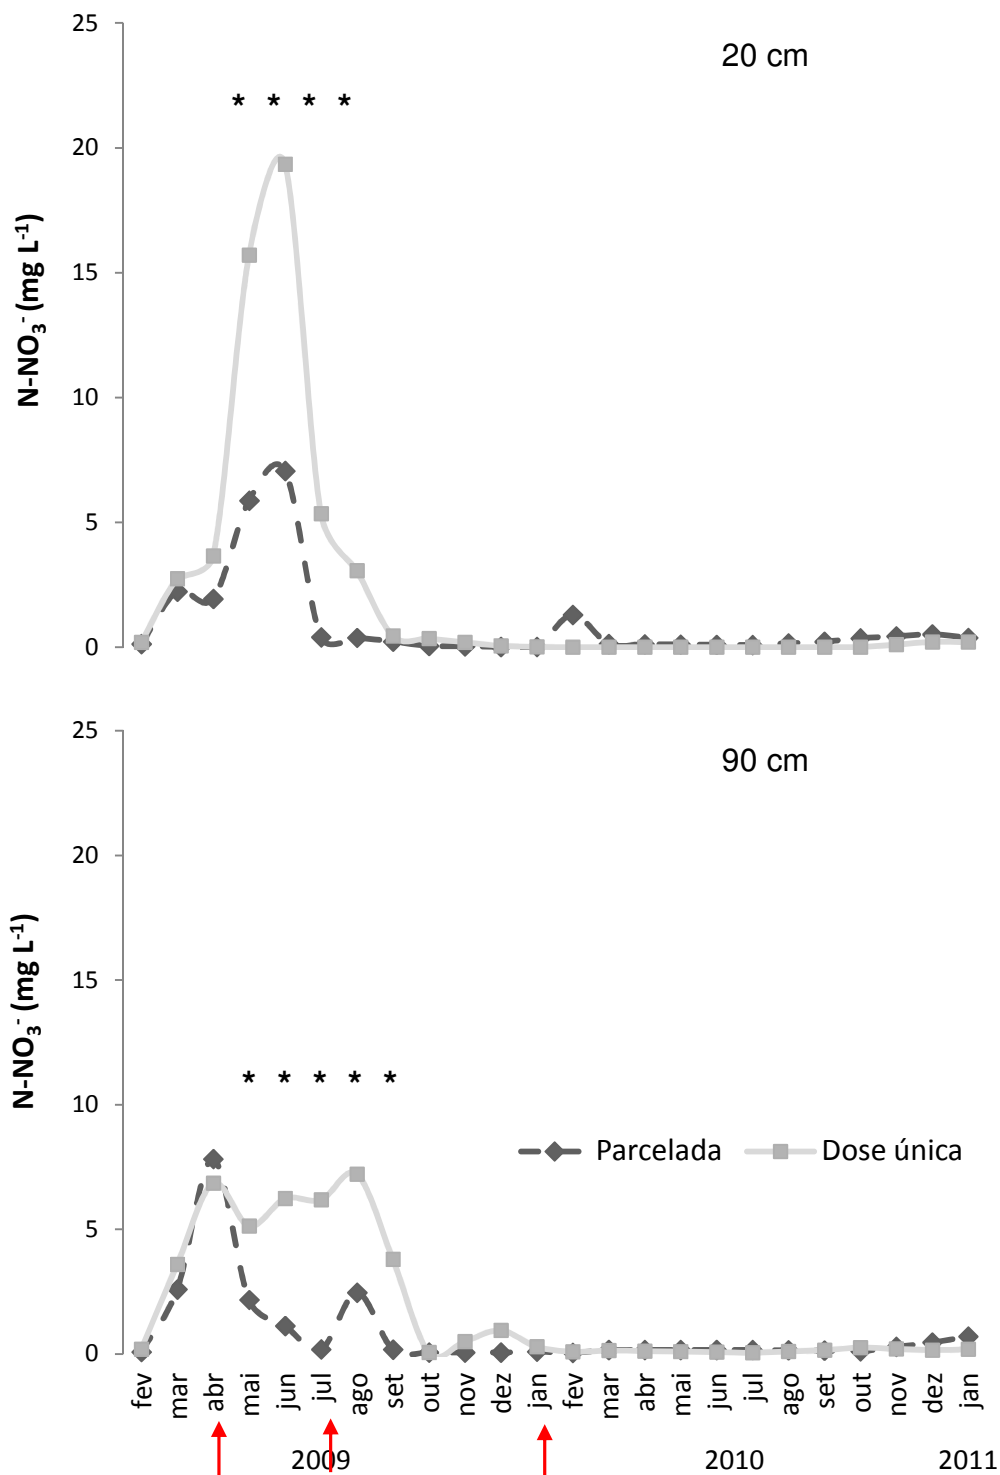 25
20 cm
* * * *
20
15
10
5
0
N-NO₃⁻ (mg L⁻¹)
25
90 cm
20
15
10
* * * * *
Parcelada Dose única
5
0
N-NO₃⁻ (mg L⁻¹)
fev mar abr mai jun jul ago set out nov dez jan fev mar abr mai jun jul ago set out nov dez jan
2009 2010 2011